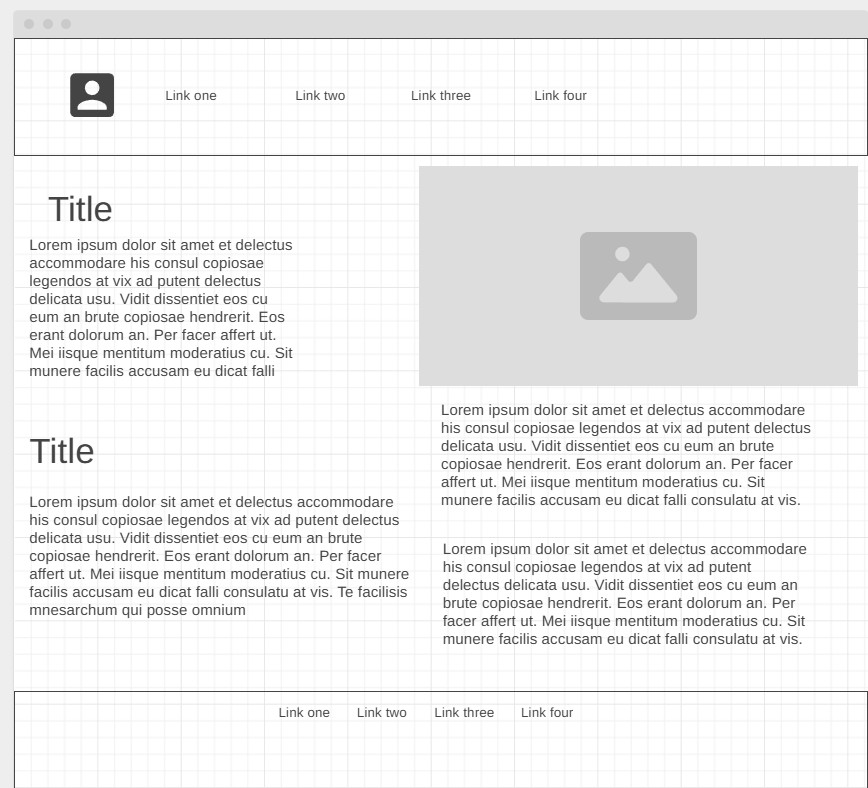 Link one
Link two
Link three
Link four
Title
Lorem ipsum dolor sit amet et delectus
accommodare his consul copiosae
legendos at vix ad putent delectus
delicata usu. Vidit dissentiet eos cu
eum an brute copiosae hendrerit. Eos
erant dolorum an. Per facer affert ut.
Mei iisque mentitum moderatius cu. Sit
munere facilis accusam eu dicat falli
Title
Lorem ipsum dolor sit amet et delectus accommodare
his consul copiosae legendos at vix ad putent delectus
delicata usu. Vidit dissentiet eos cu eum an brute
copiosae hendrerit. Eos erant dolorum an. Per facer
affert ut. Mei iisque mentitum moderatius cu. Sit munere
facilis accusam eu dicat falli consulatu at vis. Te facilisis
mnesarchum qui posse omnium
Lorem ipsum dolor sit amet et delectus accommodare
his consul copiosae legendos at vix ad putent delectus
delicata usu. Vidit dissentiet eos cu eum an brute
copiosae hendrerit. Eos erant dolorum an. Per facer
affert ut. Mei iisque mentitum moderatius cu. Sit
munere facilis accusam eu dicat falli consulatu at vis.
Lorem ipsum dolor sit amet et delectus accommodare
his consul copiosae legendos at vix ad putent
delectus delicata usu. Vidit dissentiet eos cu eum an
brute copiosae hendrerit. Eos erant dolorum an. Per
facer affert ut. Mei iisque mentitum moderatius cu. Sit
munere facilis accusam eu dicat falli consulatu at vis.
Link one
Link two
Link three
Link four